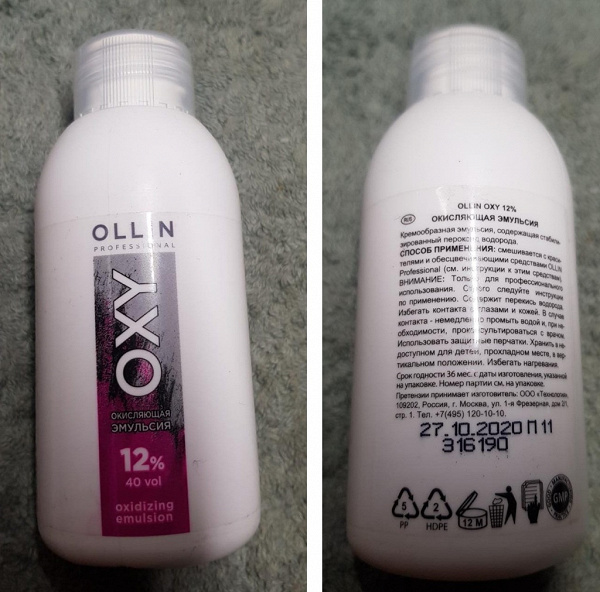 OLLIN
PROFESSIONAL
OXY
ОКИСЛЯЮЩАЯ
ЭМУЛЬСИЯ
12%
40 vol
oxidizing
emulsion
OLLIN OXY 12%
ОКИСЛЯЮЩАЯ ЭМУЛЬСИЯ
Кремообразная эмульсия, содержащая стабили-
зированный пероксид водорода.
СПОСОБ ПРИМЕНЕНИЯ: смешивается с краси-
телями и обесцвечивающими средствами OLLIN
Professional (см. инструкции к этим средствам).
ВНИМАНИЕ: Только для профессионального
использования. Строго следуйте инструкции
по применению. Содержит перекись водорода.
Избегать контакта с глазами и кожей. В случае
контакта - немедленно промыть водой и, при не-
обходимости, проконсультироваться с врачом.
Использовать защитные перчатки. Хранить в не-
доступном для детей, прохладном месте, в вер-
тикальном положении. Избегать нагревания.
Срок годности 36 мес. с даты изготовления, указанной
на упаковке. Номер партии см. на упаковке.
Претензии принимает изготовитель: ООО «Технология»,
109202, Россия, г. Москва, ул. 1-я Фрезерная, дом 2/1,
стр. 1. Тел. +7(495) 120-10-10.
27.10.2020 П 11
316190
5
PP
2
HDPE
12 M
GMP